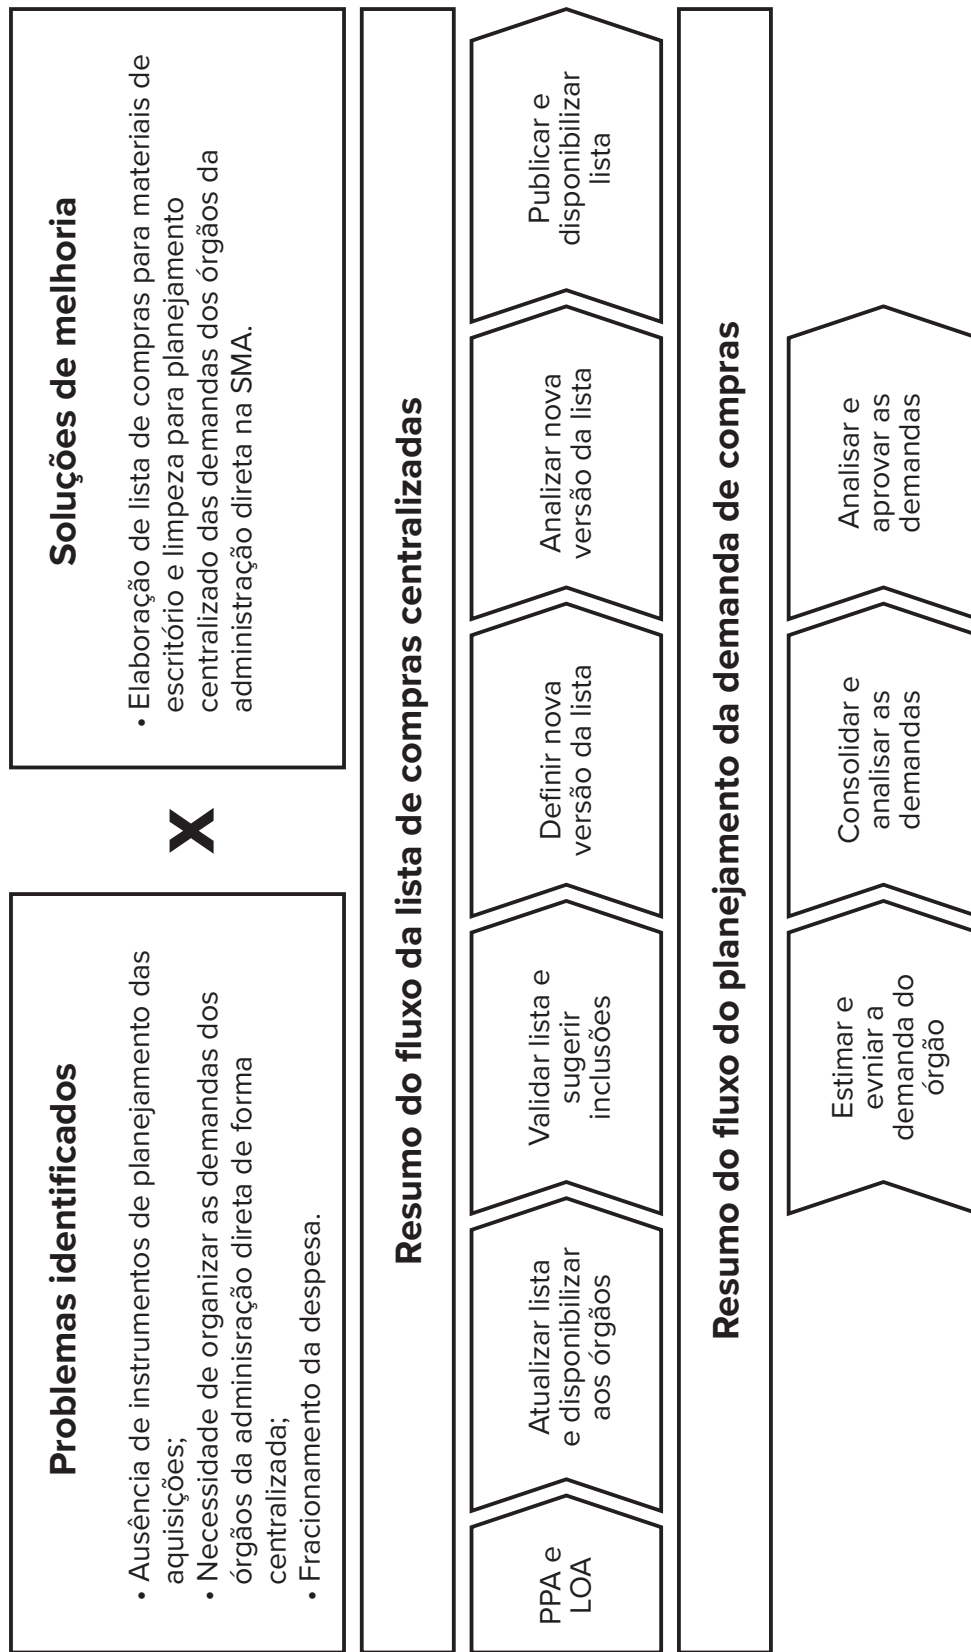 Problemas identificados
• Ausência de instrumentos de planejamento das
aquisições;
• Necessidade de organizar as demandas dos
órgãos da adminisração direta de forma
centralizada;
• Fracionamento da despesa.
X
Soluções de melhoria
• Elaboração de lista de compras para materiais de
escritório e limpeza para planejamento
centralizado das demandas dos órgãos da
administração direta na SMA.
Resumo do fluxo da lista de compras centralizadas
PPA e
LOA
Atualizar lista
e disponibilizar
aos órgãos
Validar lista e
sugerir
inclusões
Definir nova
versão da lista
Analizar nova
versão da lista
Publicar e
disponibilizar
lista
Resumo do fluxo do planejamento da demanda de compras
Estimar e
evniar a
demanda do
órgão
Consolidar e
analisar as
demandas
Analisar e
aprovar as
demandas